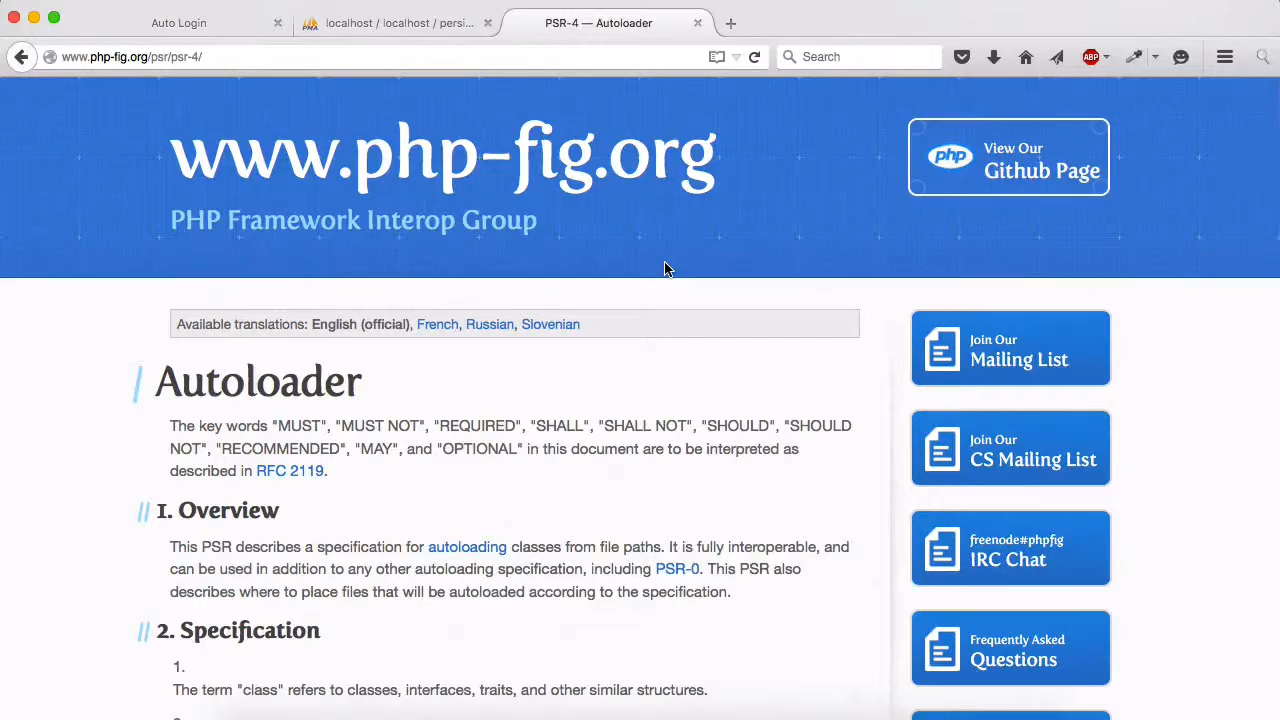 Auto Login
localhost / localhost / persi...
PSR-4 — Autoloader
www.php-fig.org/psr/psr-4/
Search
ABP
www.php-fig.org
PHP Framework Interop Group
php
View Our
Github Page
Available translations: English (official), French, Russian, Slovenian
/ Autoloader
The key words "MUST", "MUST NOT", "REQUIRED", "SHALL", "SHALL NOT", "SHOULD", "SHOULD
NOT", "RECOMMENDED", "MAY", and "OPTIONAL" in this document are to be interpreted as
described in RFC 2119.
// 1. Overview
This PSR describes a specification for autoloading classes from file paths. It is fully interoperable, and
can be used in addition to any other autoloading specification, including PSR-0. This PSR also
describes where to place files that will be autoloaded according to the specification.
// 2. Specification
1.
The term "class" refers to classes, interfaces, traits, and other similar structures.
Join Our
Mailing List
Join Our
CS Mailing List
freenode#phpfig
IRC Chat
Frequently Asked
Questions